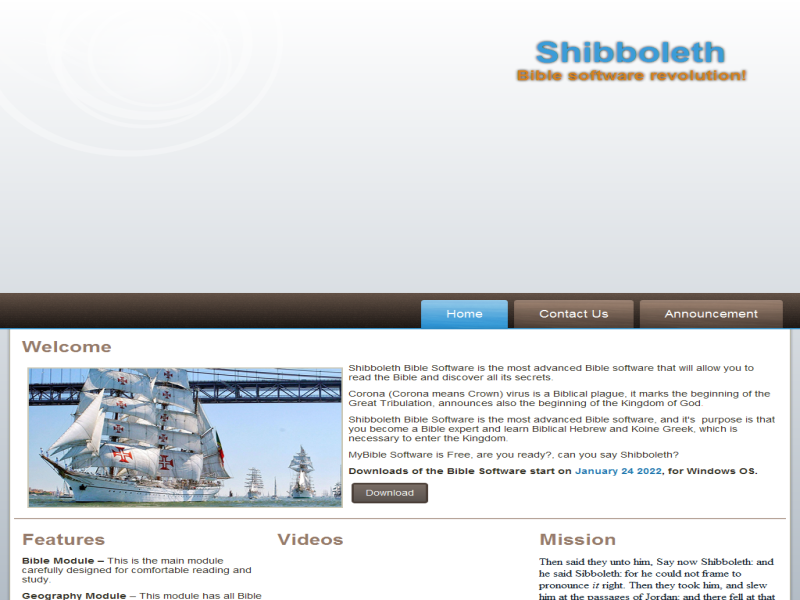 Shibboleth
Bible software revolution!
Home
Contact Us
Announcement
Welcome
Shibboleth Bible Software is the most advanced Bible software that will allow you to
read the Bible and discover all its secrets.
Corona (Corona means Crown) virus is a Biblical plague, it marks the beginning of the
Great Tribulation, announces also the beginning of the Kingdom of God.
Shibboleth Bible Software is the most advanced Bible software, and it's  purpose is that
you become a Bible expert and learn Biblical Hebrew and Koine Greek, which is
necessary to enter the Kingdom.
MyBible Software is Free, are you ready?, can you say Shibboleth?
Downloads of the Bible Software start on January 24 2022, for Windows OS.
Download
Features
Bible Module – This is the main module
carefully designed for comfortable reading and
study.
Geography Module – This module has all Bible
Videos
Mission
Then said they unto him, Say now Shibboleth: and
he said Sibboleth: for he could not frame to
pronounce it right. Then they took him, and slew
him at the passages of Jordan: and there fell at that